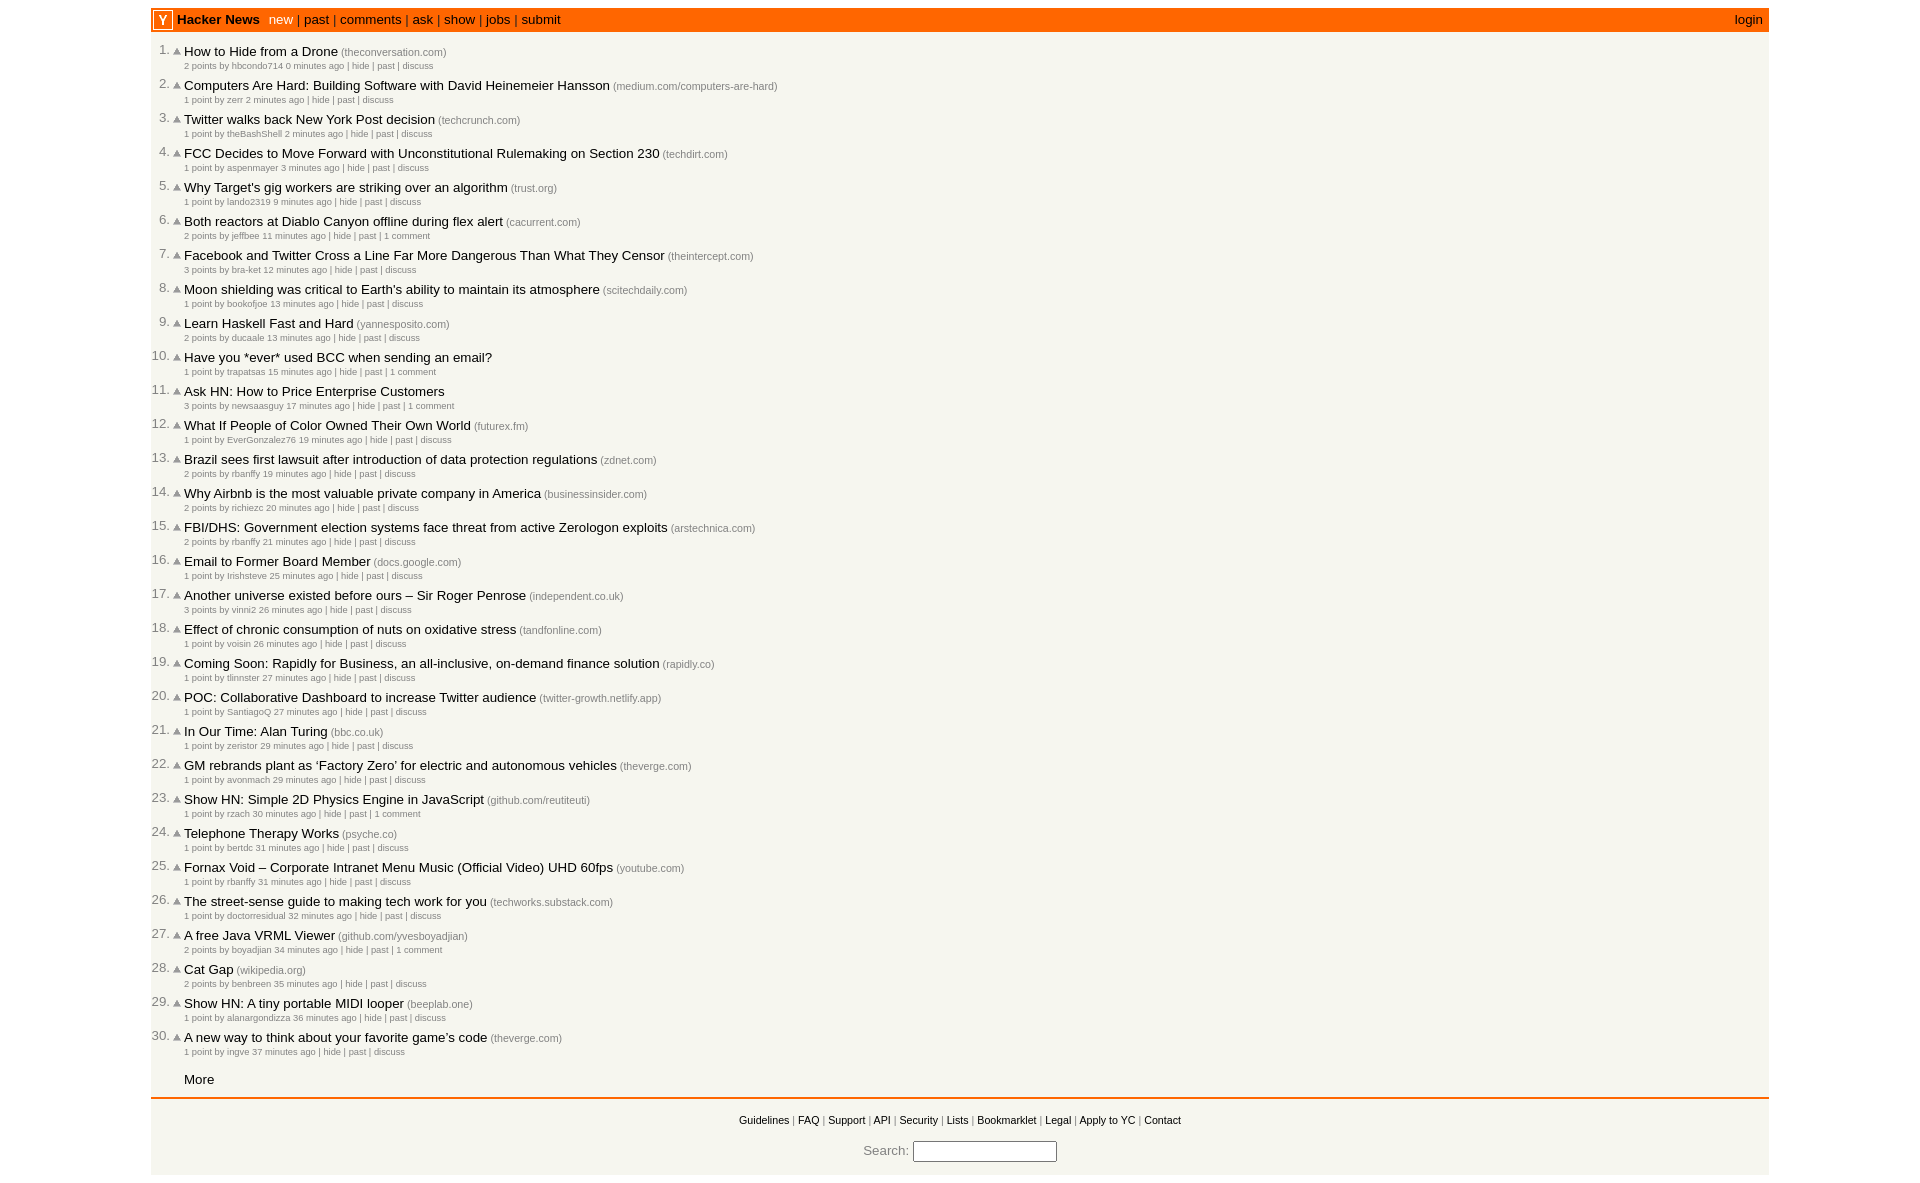 Y Hacker News new | past | comments | ask | show | jobs | submit login
1. How to Hide from a Drone (theconversation.com)
2 points by hbcondo714 0 minutes ago | hide | past | discuss
2. Computers Are Hard: Building Software with David Heinemeier Hansson (medium.com/computers-are-hard)
1 point by zerr 2 minutes ago | hide | past | discuss
3. Twitter walks back New York Post decision (techcrunch.com)
1 point by theBashShell 2 minutes ago | hide | past | discuss
4. FCC Decides to Move Forward with Unconstitutional Rulemaking on Section 230 (techdirt.com)
1 point by aspenmayer 3 minutes ago | hide | past | discuss
5. Why Target's gig workers are striking over an algorithm (trust.org)
1 point by lando2319 9 minutes ago | hide | past | discuss
6. Both reactors at Diablo Canyon offline during flex alert (cacurrent.com)
2 points by jeffbee 11 minutes ago | hide | past | 1 comment
7. Facebook and Twitter Cross a Line Far More Dangerous Than What They Censor (theintercept.com)
3 points by bra-ket 12 minutes ago | hide | past | discuss
8. Moon shielding was critical to Earth's ability to maintain its atmosphere (scitechdaily.com)
1 point by bookofjoe 13 minutes ago | hide | past | discuss
9. Learn Haskell Fast and Hard (yannesposito.com)
2 points by ducaale 13 minutes ago | hide | past | discuss
10. Have you *ever* used BCC when sending an email?
1 point by trapatsas 15 minutes ago | hide | past | 1 comment
11. Ask HN: How to Price Enterprise Customers
3 points by newsaasguy 17 minutes ago | hide | past | 1 comment
12. What If People of Color Owned Their Own World (futurex.fm)
1 point by EverGonzalez76 19 minutes ago | hide | past | discuss
13. Brazil sees first lawsuit after introduction of data protection regulations (zdnet.com)
2 points by rbanffy 19 minutes ago | hide | past | discuss
14. Why Airbnb is the most valuable private company in America (businessinsider.com)
2 points by richiezc 20 minutes ago | hide | past | discuss
15. FBI/DHS: Government election systems face threat from active Zerologon exploits (arstechnica.com)
2 points by rbanffy 21 minutes ago | hide | past | discuss
16. Email to Former Board Member (docs.google.com)
1 point by Irishsteve 25 minutes ago | hide | past | discuss
17. Another universe existed before ours – Sir Roger Penrose (independent.co.uk)
3 points by vinni2 26 minutes ago | hide | past | discuss
18. Effect of chronic consumption of nuts on oxidative stress (tandfonline.com)
1 point by voisin 26 minutes ago | hide | past | discuss
19. Coming Soon: Rapidly for Business, an all-inclusive, on-demand finance solution (rapidly.co)
1 point by tlinnster 27 minutes ago | hide | past | discuss
20. POC: Collaborative Dashboard to increase Twitter audience (twitter-growth.netlify.app)
1 point by SantiagoQ 27 minutes ago | hide | past | discuss
21. In Our Time: Alan Turing (bbc.co.uk)
1 point by zeristor 29 minutes ago | hide | past | discuss
22. GM rebrands plant as ‘Factory Zero’ for electric and autonomous vehicles (theverge.com)
1 point by avonmach 29 minutes ago | hide | past | discuss
23. Show HN: Simple 2D Physics Engine in JavaScript (github.com/reutiteuti)
1 point by rzach 30 minutes ago | hide | past | 1 comment
24. Telephone Therapy Works (psyche.co)
1 point by bertdc 31 minutes ago | hide | past | discuss
25. Fornax Void – Corporate Intranet Menu Music (Official Video) UHD 60fps (youtube.com)
1 point by rbanffy 31 minutes ago | hide | past | discuss
26. The street-sense guide to making tech work for you (techworks.substack.com)
1 point by doctorresidual 32 minutes ago | hide | past | discuss
27. A free Java VRML Viewer (github.com/yvesboyadjian)
2 points by boyadjian 34 minutes ago | hide | past | 1 comment
28. Cat Gap (wikipedia.org)
2 points by benbreen 35 minutes ago | hide | past | discuss
29. Show HN: A tiny portable MIDI looper (beeplab.one)
1 point by alanargondizza 36 minutes ago | hide | past | discuss
30. A new way to think about your favorite game’s code (theverge.com)
1 point by ingve 37 minutes ago | hide | past | discuss
More
Guidelines | FAQ | Support | API | Security | Lists | Bookmarklet | Legal | Apply to YC | Contact
Search: